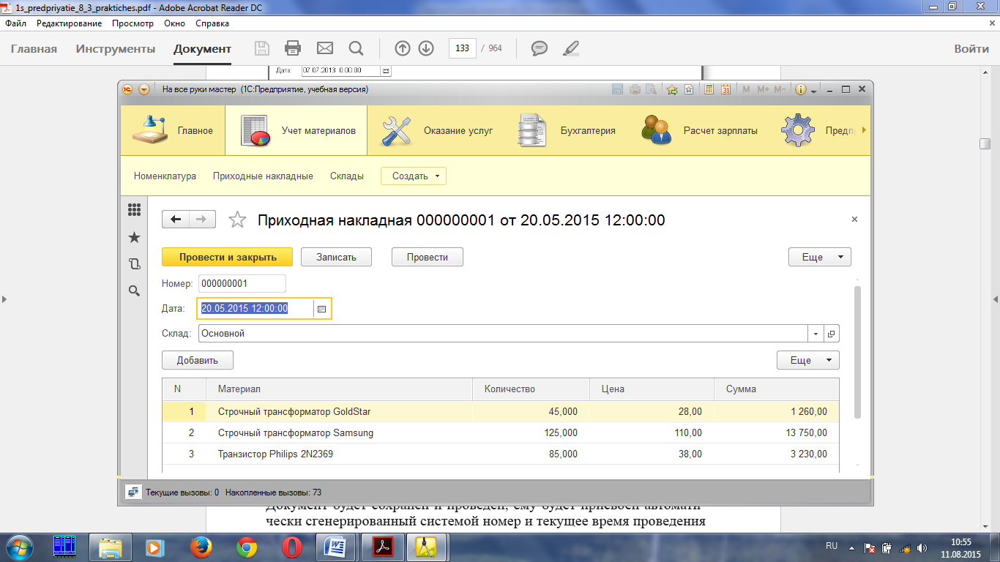 1s_predpriyatie_8_3_praktiches.pdf - Adobe Acrobat Reader DC
Файл Редактирование Просмотр Окно Справка
Главная Инструменты Документ 133 / 964 Войти
Дата: 07.07.2013 0:00:00
На все руки мастер (1С:Предприятие, учебная версия) M M+ M-
Главное Учет материалов Оказание услуг Бухгалтерия Расчет зарплаты Предп
Номенклатура Приходные накладные Склады Создать
Приходная накладная 000000001 от 20.05.2015 12:00:00
Провести и закрыть Записать Провести Еще
Номер: 000000001
Дата: 20.05.2015 12:00:00
Склад: Основной
Добавить Еще
N Материал Количество Цена Сумма
1 Строчный трансформатор GoldStar 45,000 28,00 1 260,00
2 Строчный трансформатор Samsung 125,000 110,00 13 750,00
3 Транзистор Philips 2N2369 85,000 38,00 3 230,00
Текущие вызовы: 0 Накопленные вызовы: 73
Документ будет сохранен и проведен, ему будет присвоен автомати
чески сгенерированный системой номер и текущее время проведения
RU 10:55
11.08.2015